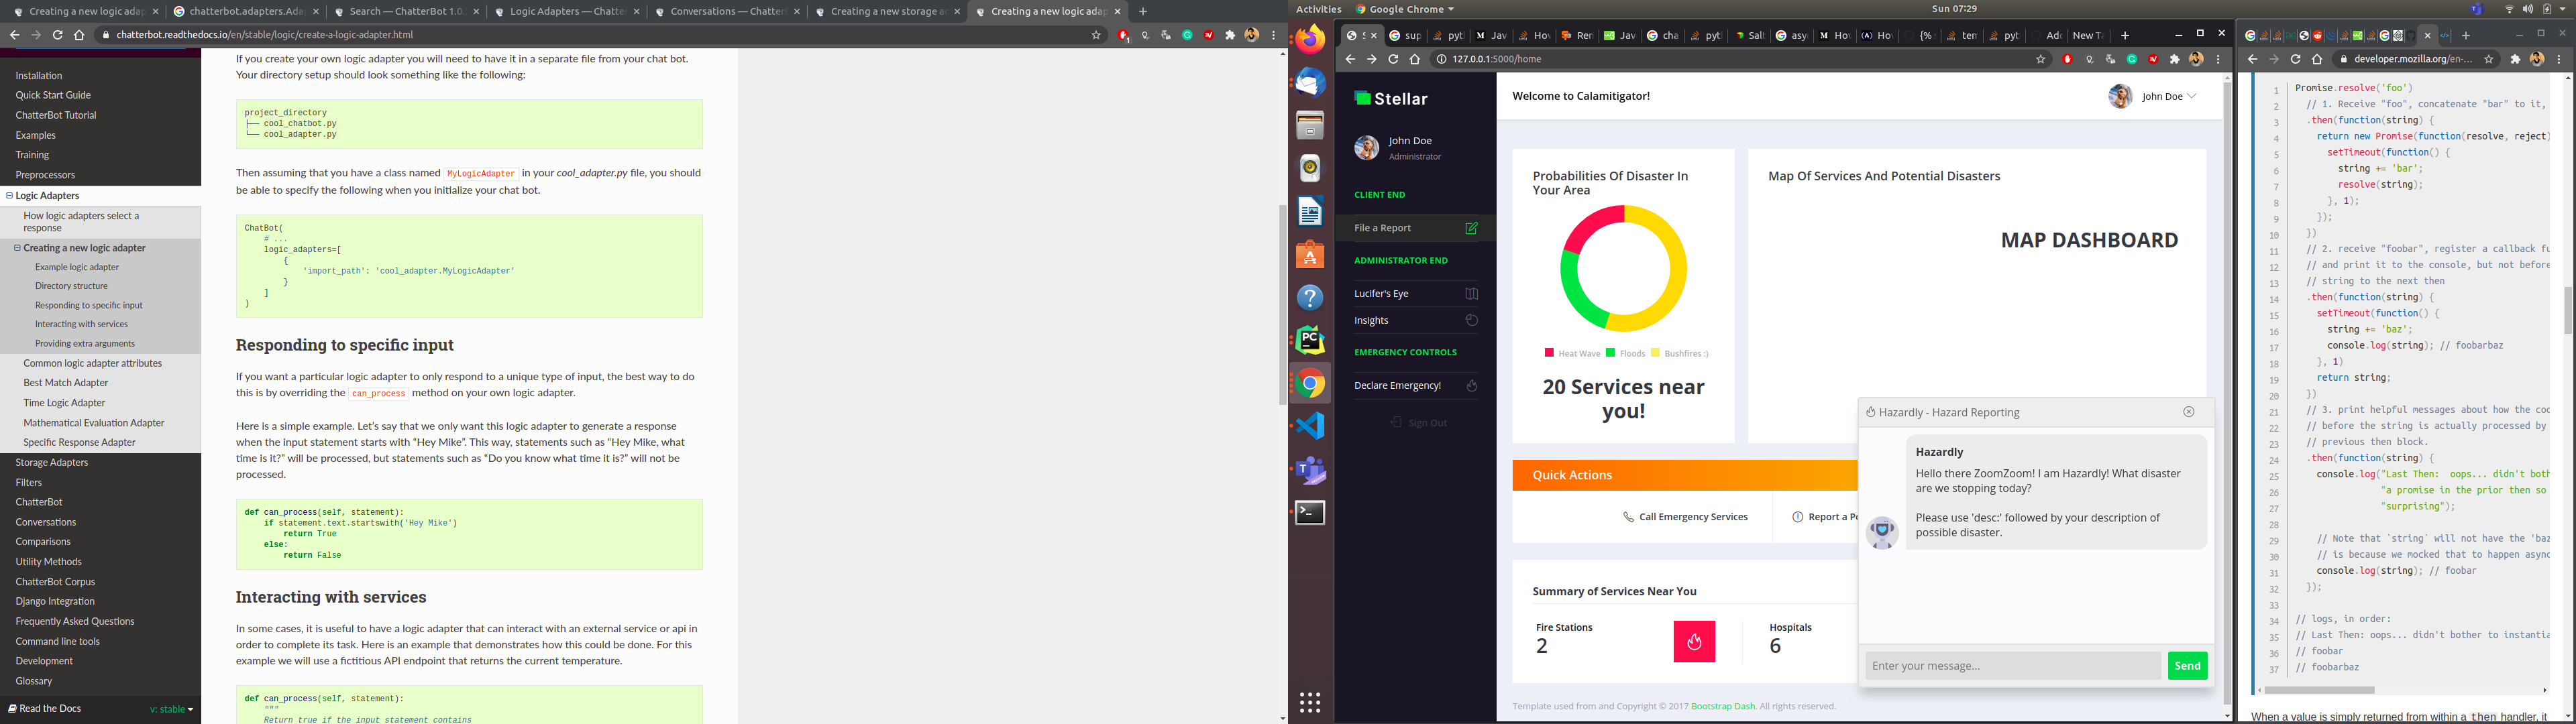 Creating a new logic adap
chatterbot.adapters.Ada
Search — ChatterBot 1.0.
Logic Adapters — Chatte
Conversations — Chatterl
Creating a new storage a
Creating a new logic adap
chatterbot.readthedocs.io/en/stable/logic/create-a-logic-adapter.html
Installation
Quick Start Guide
ChatterBot Tutorial
Examples
Training
Preprocessors
Logic Adapters
How logic adapters select a
response
Creating a new logic adapter
Example logic adapter
Directory structure
Responding to specific input
Interacting with services
Providing extra arguments
Common logic adapter attributes
Best Match Adapter
Time Logic Adapter
Mathematical Evaluation Adapter
Specific Response Adapter
Storage Adapters
Filters
ChatterBot
Conversations
Comparisons
Utility Methods
ChatterBot Corpus
Django Integration
Frequently Asked Questions
Command line tools
Development
Glossary
Read the Docs
v: stable
If you create your own logic adapter you will need to have it in a separate file from your chat bot.
Your directory setup should look something like the following:
project_directory
├── cool_chatbot.py
└── cool_adapter.py
Then assuming that you have a class named MyLogicAdapter in your cool_adapter.py file, you should
be able to specify the following when you initialize your chat bot.
ChatBot(
# ...
logic_adapters=[
{
'import_path': 'cool_adapter.MyLogicAdapter'
}
]
)
Responding to specific input
If you want a particular logic adapter to only respond to a unique type of input, the best way to do
this is by overriding the can_process method on your own logic adapter.
Here is a simple example. Let's say that we only want this logic adapter to generate a response
when the input statement starts with “Hey Mike”. This way, statements such as “Hey Mike, what
time is it?” will be processed, but statements such as “Do you know what time it is?” will not be
processed.
def can_process(self, statement):
if statement.text.startswith('Hey Mike')
return True
else:
return False
Interacting with services
In some cases, it is useful to have a logic adapter that can interact with an external service or api in
order to complete its task. Here is an example that demonstrates how this could be done. For this
example we will use a fictitious API endpoint that returns the current temperature.
def can_process(self, statement):
"""
Return true if the input statement contains
Activities
Google Chrome
Sun 07:29
127.0.0.1:5000/home
Stellar
John Doe
Administrator
CLIENT END
File a Report
ADMINISTRATOR END
Lucifer's Eye
Insights
EMERGENCY CONTROLS
Declare Emergency!
Sign Out
Welcome to Calamitigator!
John Doe
Probabilities Of Disaster In
Your Area
Heat Wave
Floods
Bushfires :)
20 Services near
you!
Map Of Services And Potential Disasters
MAP DASHBOARD
Quick Actions
Call Emergency Services
Report a P
Summary of Services Near You
Fire Stations
2
Hospitals
6
Template used from and Copyright © 2017 Bootstrap Dash. All rights reserved.
Hazardly - Hazard Reporting
Hazardly
Hello there ZoomZoom! I am Hazardly! What disaster
are we stopping today?
Please use 'desc:' followed by your description of
possible disaster.
Enter your message...
Send
developer.mozilla.org/en-...
1 Promise.resolve('foo')
2 // 1. Receive "foo", concatenate "bar" to it,
3 .then(function(string) {
4 return new Promise(function(resolve, reject)
5 setTimeout(function() {
6 string += 'bar';
7 resolve(string);
8 }, 1);
9 });
10 })
11 // 2. receive "foobar", register a callback fu
12 // and print it to the console, but not before
13 // string to the next then
14 .then(function(string) {
15 setTimeout(function() {
16 string += 'baz';
17 console.log(string); // foobarbaz
18 }, 1)
19 return string;
20 })
21 // 3. print helpful messages about how the cod
22 // before the string is actually processed by
23 // previous then block.
24 .then(function(string) {
25 console.log("Last Then: oops... didn't both
26 "a promise in the prior then so
27 "surprising");
28
29 // Note that `string` will not have the 'baz
30 // is because we mocked that to happen async
31 console.log(string); // foobar
32 });
33
34 // logs, in order:
35 // Last Then: oops... didn't bother to instantia
36 // foobar
37 // foobarbaz
When a value is simply returned from within a then handler, it